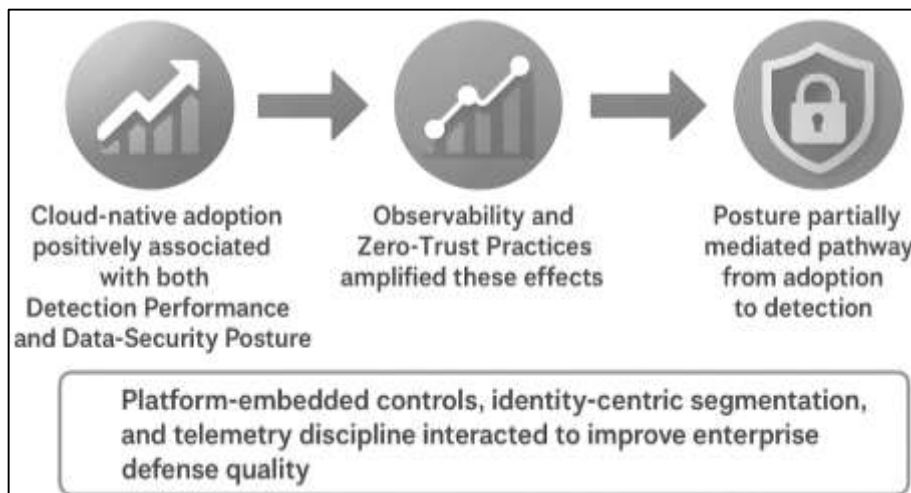 Cloud-native adoption
positively associated
with both
Detection Performance
and Data-Security Posture
Observability and
Zero-Trust Practices
amplified these effects
Posture partially
mediated pathway
from adoption
to detection
Platform-embedded controls, identity-centric segmentation,
and telemetry discipline interacted to improve enterprise
defense quality